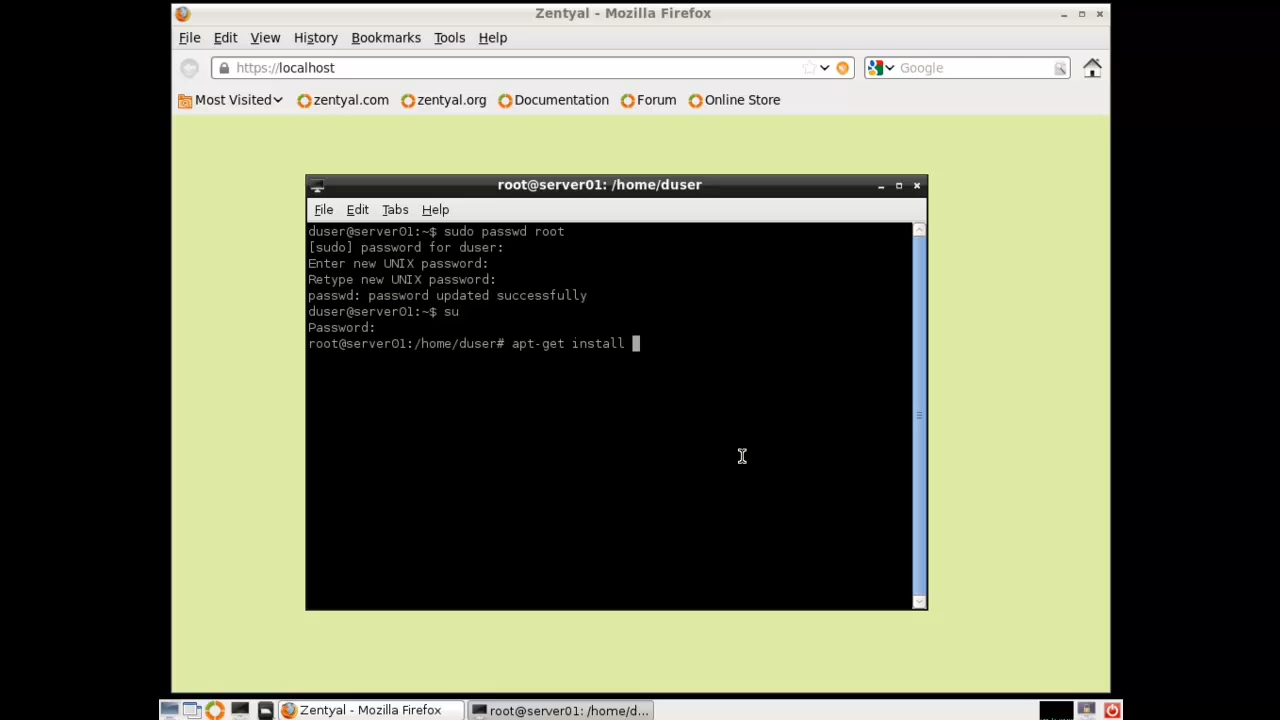 Zentyal - Mozilla Firefox
File Edit View History Bookmarks Tools Help
https://localhost
Google
Most Visited zentyal.com zentyal.org Documentation Forum Online Store
root@server01: /home/duser
File Edit Tabs Help
duser@server01:~$ sudo passwd root
[sudo] password for duser:
Enter new UNIX password:
Retype new UNIX password:
passwd: password updated successfully
duser@server01:~$ su
Password:
root@server01:/home/duser# apt-get install
Zentyal - Mozilla Firefox
root@server01: /home/d...